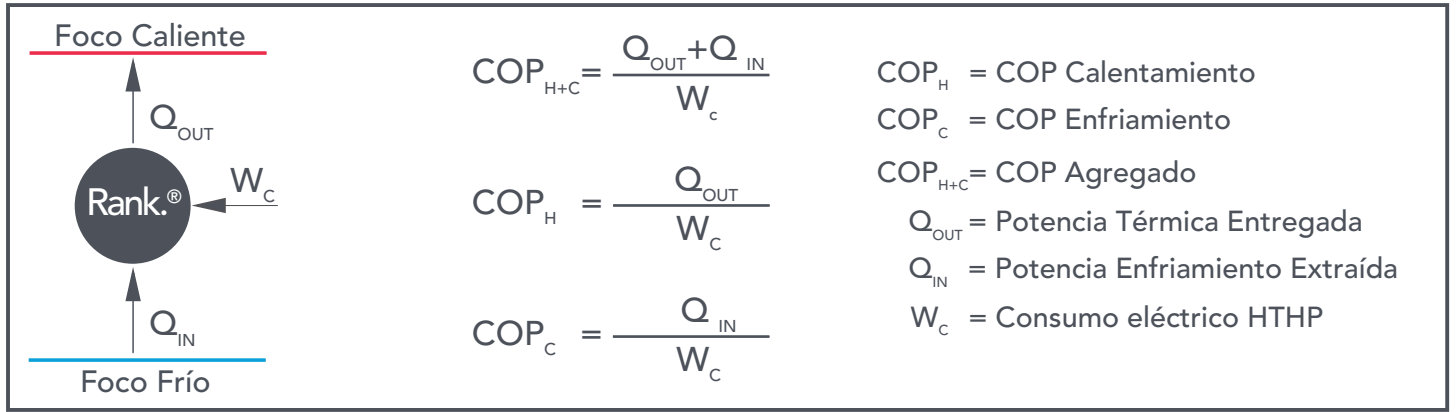 Foco Caliente
Q_OUT
Rank.®
W_C
Q_IN
Foco Frío
COP_H+C = (Q_OUT+Q_IN) / W_c
COP_H = Q_OUT / W_C
COP_C = Q_IN / W_C
COP_H = COP Calentamiento
COP_C = COP Enfriamiento
COP_H+C = COP Agregado
Q_OUT = Potencia Térmica Entregada
Q_IN = Potencia Enfriamiento Extraída
W_C = Consumo eléctrico HTHP